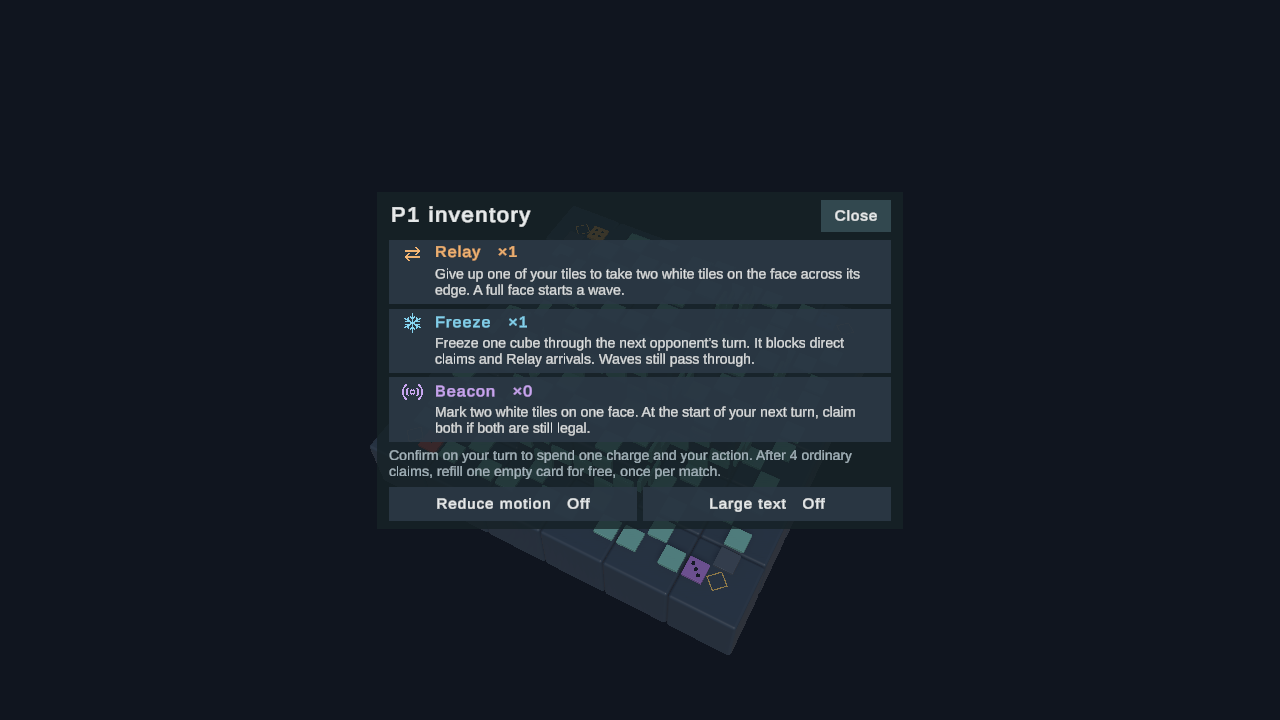 P1 inventory
Close
Relay ×1
Give up one of your tiles to take two white tiles on the face across its
edge. A full face starts a wave.
Freeze ×1
Freeze one cube through the next opponent's turn. It blocks direct
claims and Relay arrivals. Waves still pass through.
Beacon ×0
Mark two white tiles on one face. At the start of your next turn, claim
both if both are still legal.
Confirm on your turn to spend one charge and your action. After 4 ordinary
claims, refill one empty card for free, once per match.
Reduce motion Off
Large text Off